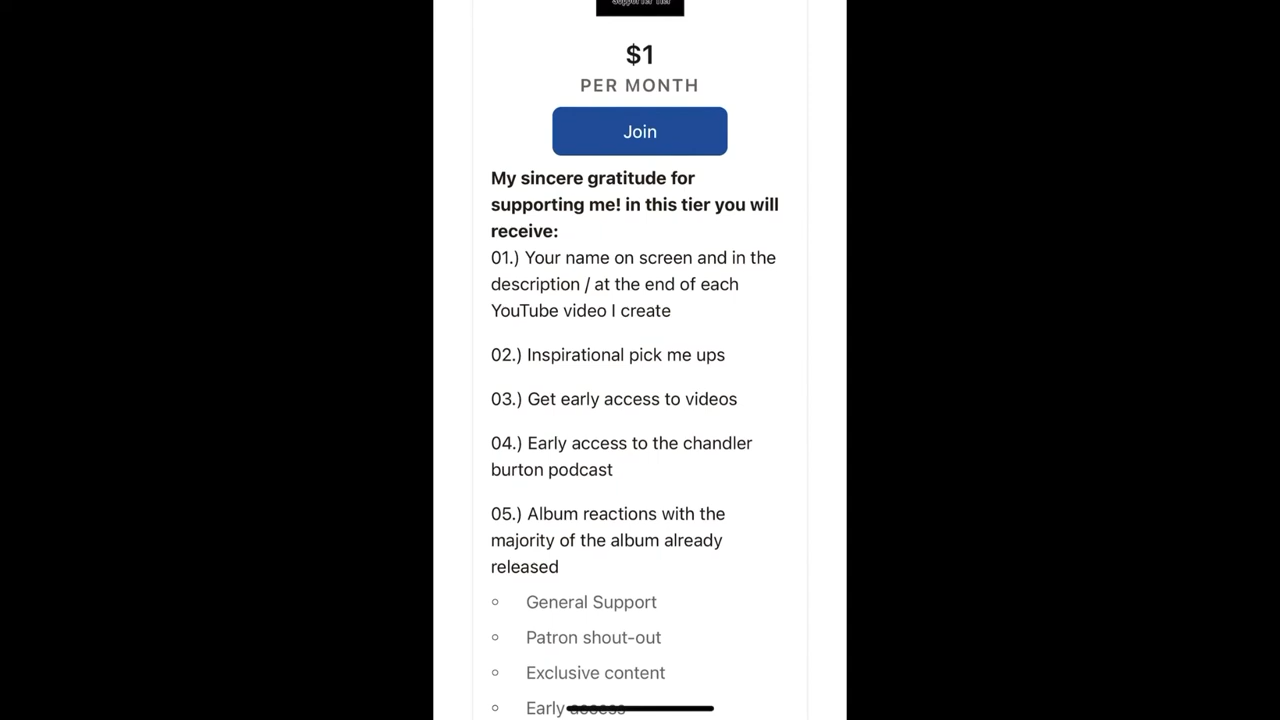 Supporter Tier
$1
PER MONTH
Join
My sincere gratitude for
supporting me! in this tier you will
receive:
01.) Your name on screen and in the
description / at the end of each
YouTube video I create
02.) Inspirational pick me ups
03.) Get early access to videos
04.) Early access to the chandler
burton podcast
05.) Album reactions with the
majority of the album already
released
General Support
Patron shout-out
Exclusive content
Early access